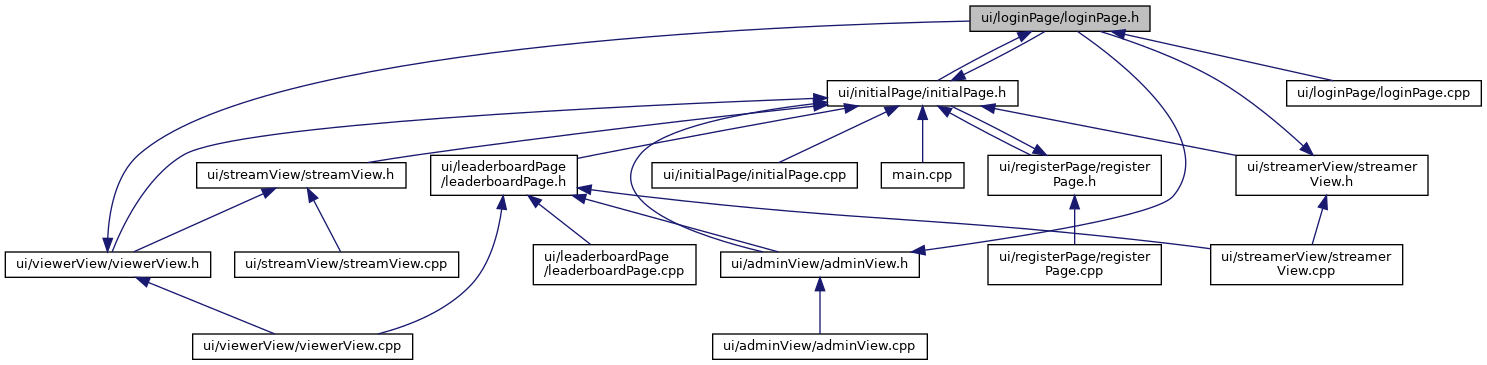 ui/loginPage/loginPage.h
ui/initialPage/initialPage.h
ui/loginPage/loginPage.cpp
ui/streamView/streamView.h
ui/leaderboardPage
/leaderboardPage.h
ui/initialPage/initialPage.cpp
main.cpp
ui/registerPage/register
Page.h
ui/streamerView/streamer
View.h
ui/viewerView/viewerView.h
ui/streamView/streamView.cpp
ui/leaderboardPage
/leaderboardPage.cpp
ui/adminView/adminView.h
ui/registerPage/register
Page.cpp
ui/streamerView/streamer
View.cpp
ui/viewerView/viewerView.cpp
ui/adminView/adminView.cpp